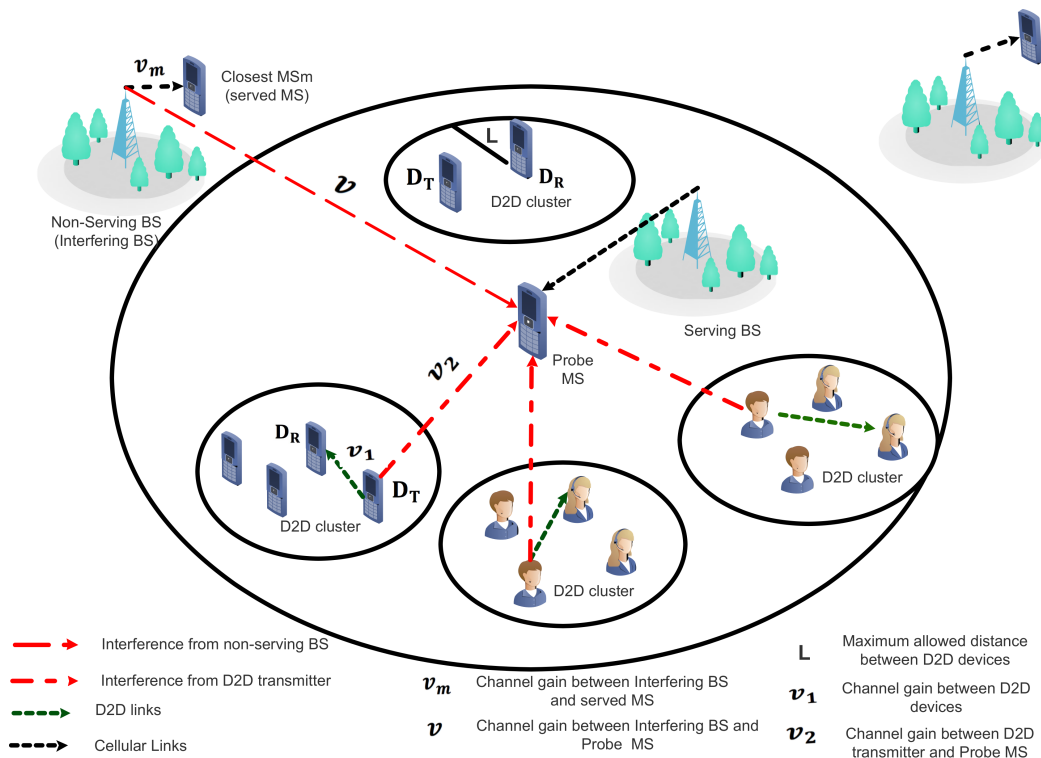 v_m
Closest MSm
(served MS)
L
D_T
D_R
D2D cluster
v
Non-Serving BS
(Interfering BS)
Serving BS
Probe
MS
v_2
D_R
v_1
D_T
D2D cluster
D2D cluster
D2D cluster
Interference from non-serving BS
Interference from D2D transmitter
D2D links
Cellular Links
v_m Channel gain between Interfering BS
and served MS
v Channel gain between Interfering BS and
Probe MS
L Maximum allowed distance
between D2D devices
v_1 Channel gain between D2D
devices
v_2 Channel gain between D2D
transmitter and Probe MS